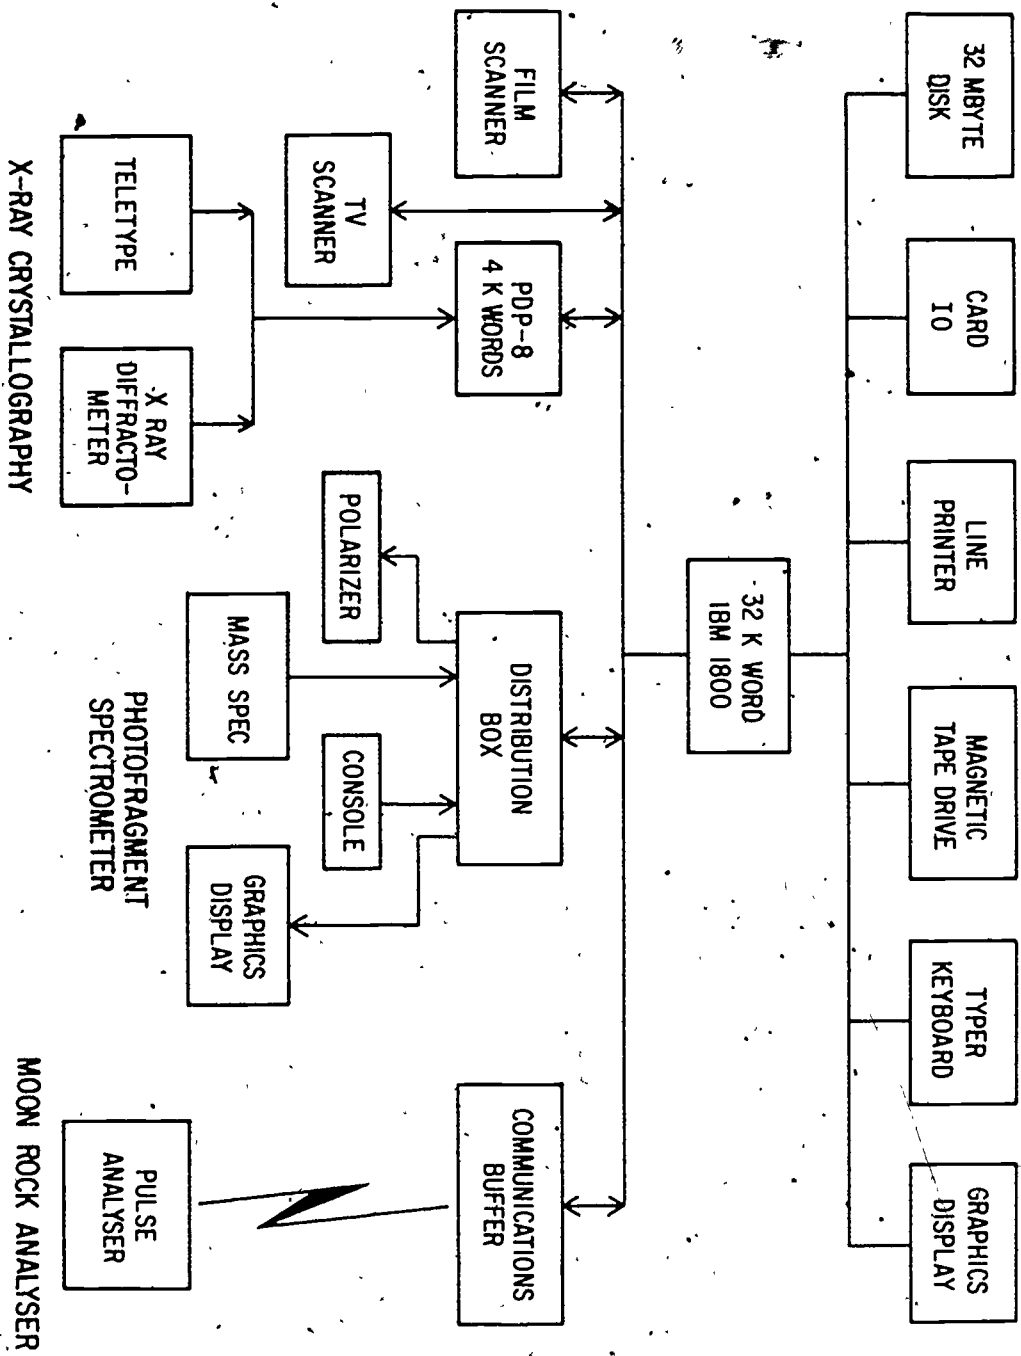 32 MBYTE
DISK
CARD
IO
LINE
PRINTER
MAGNETIC
TAPE DRIVE
TYPER
KEYBOARD
GRAPHICS
DISPLAY
32 K WORD
IBM 1800
FILM
SCANNER
TV
SCANNER
PDP-8
4 K WORDS
DISTRIBUTION
BOX
COMMUNICATIONS
BUFFER
TELETYPE
X RAY
DIFFRACTO-
METER
POLARIZER
MASS SPEC
CONSOLE
GRAPHICS
DISPLAY
PULSE
ANALYSER
X-RAY CRYSTALLOGRAPHY
PHOTOFRAGMENT
SPECTROMETER
MOON ROCK ANALYSER